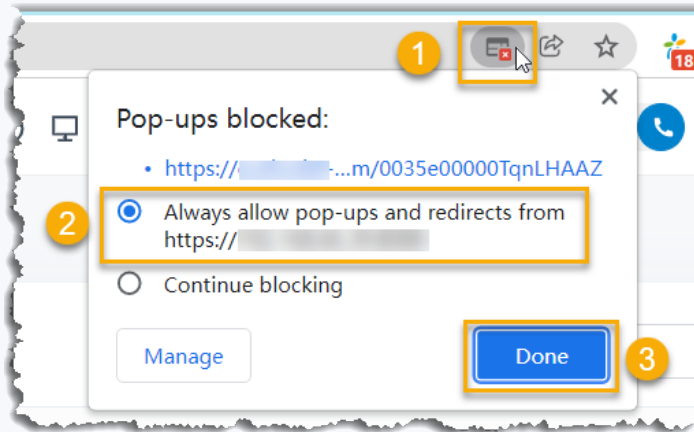 1
18
Pop-ups blocked:
• https:// -...m/0035e00000TqnLHAAZ
2
Always allow pop-ups and redirects from
https://
Continue blocking
Manage
Done
3